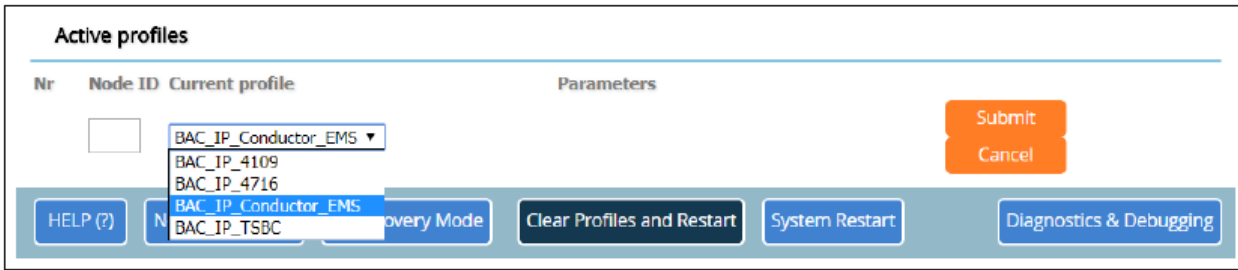 Active profiles
Nr Node ID Current profile Parameters
BAC_IP_Conductor_EMS ▼
Submit
BAC_IP_4109
Cancel
BAC_IP_4716
BAC_IP_Conductor_EMS
BAC_IP_TSBC
HELP (?) N overy Mode Clear Profiles and Restart System Restart Diagnostics & Debugging